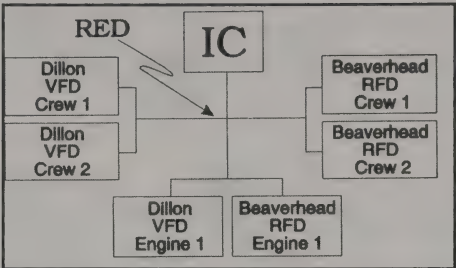 RED
IC
Dillon
VFD
Crew 1
Dillon
VFD
Crew 2
Beaverhead
RFD
Crew 1
Beaverhead
RFD
Crew 2
Dillon
VFD
Engine 1
Beaverhead
RFD
Engine 1